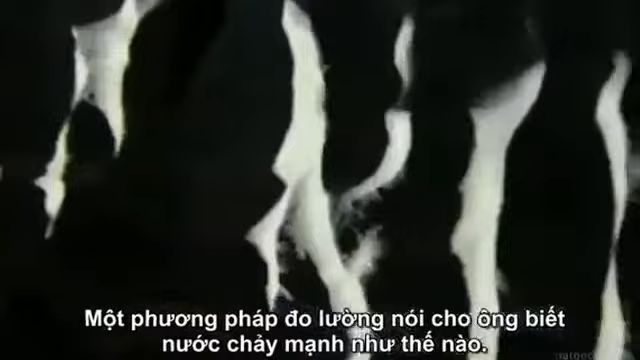 Một phương pháp đo lường nói cho ông biết
nước chảy mạnh như thế nào.